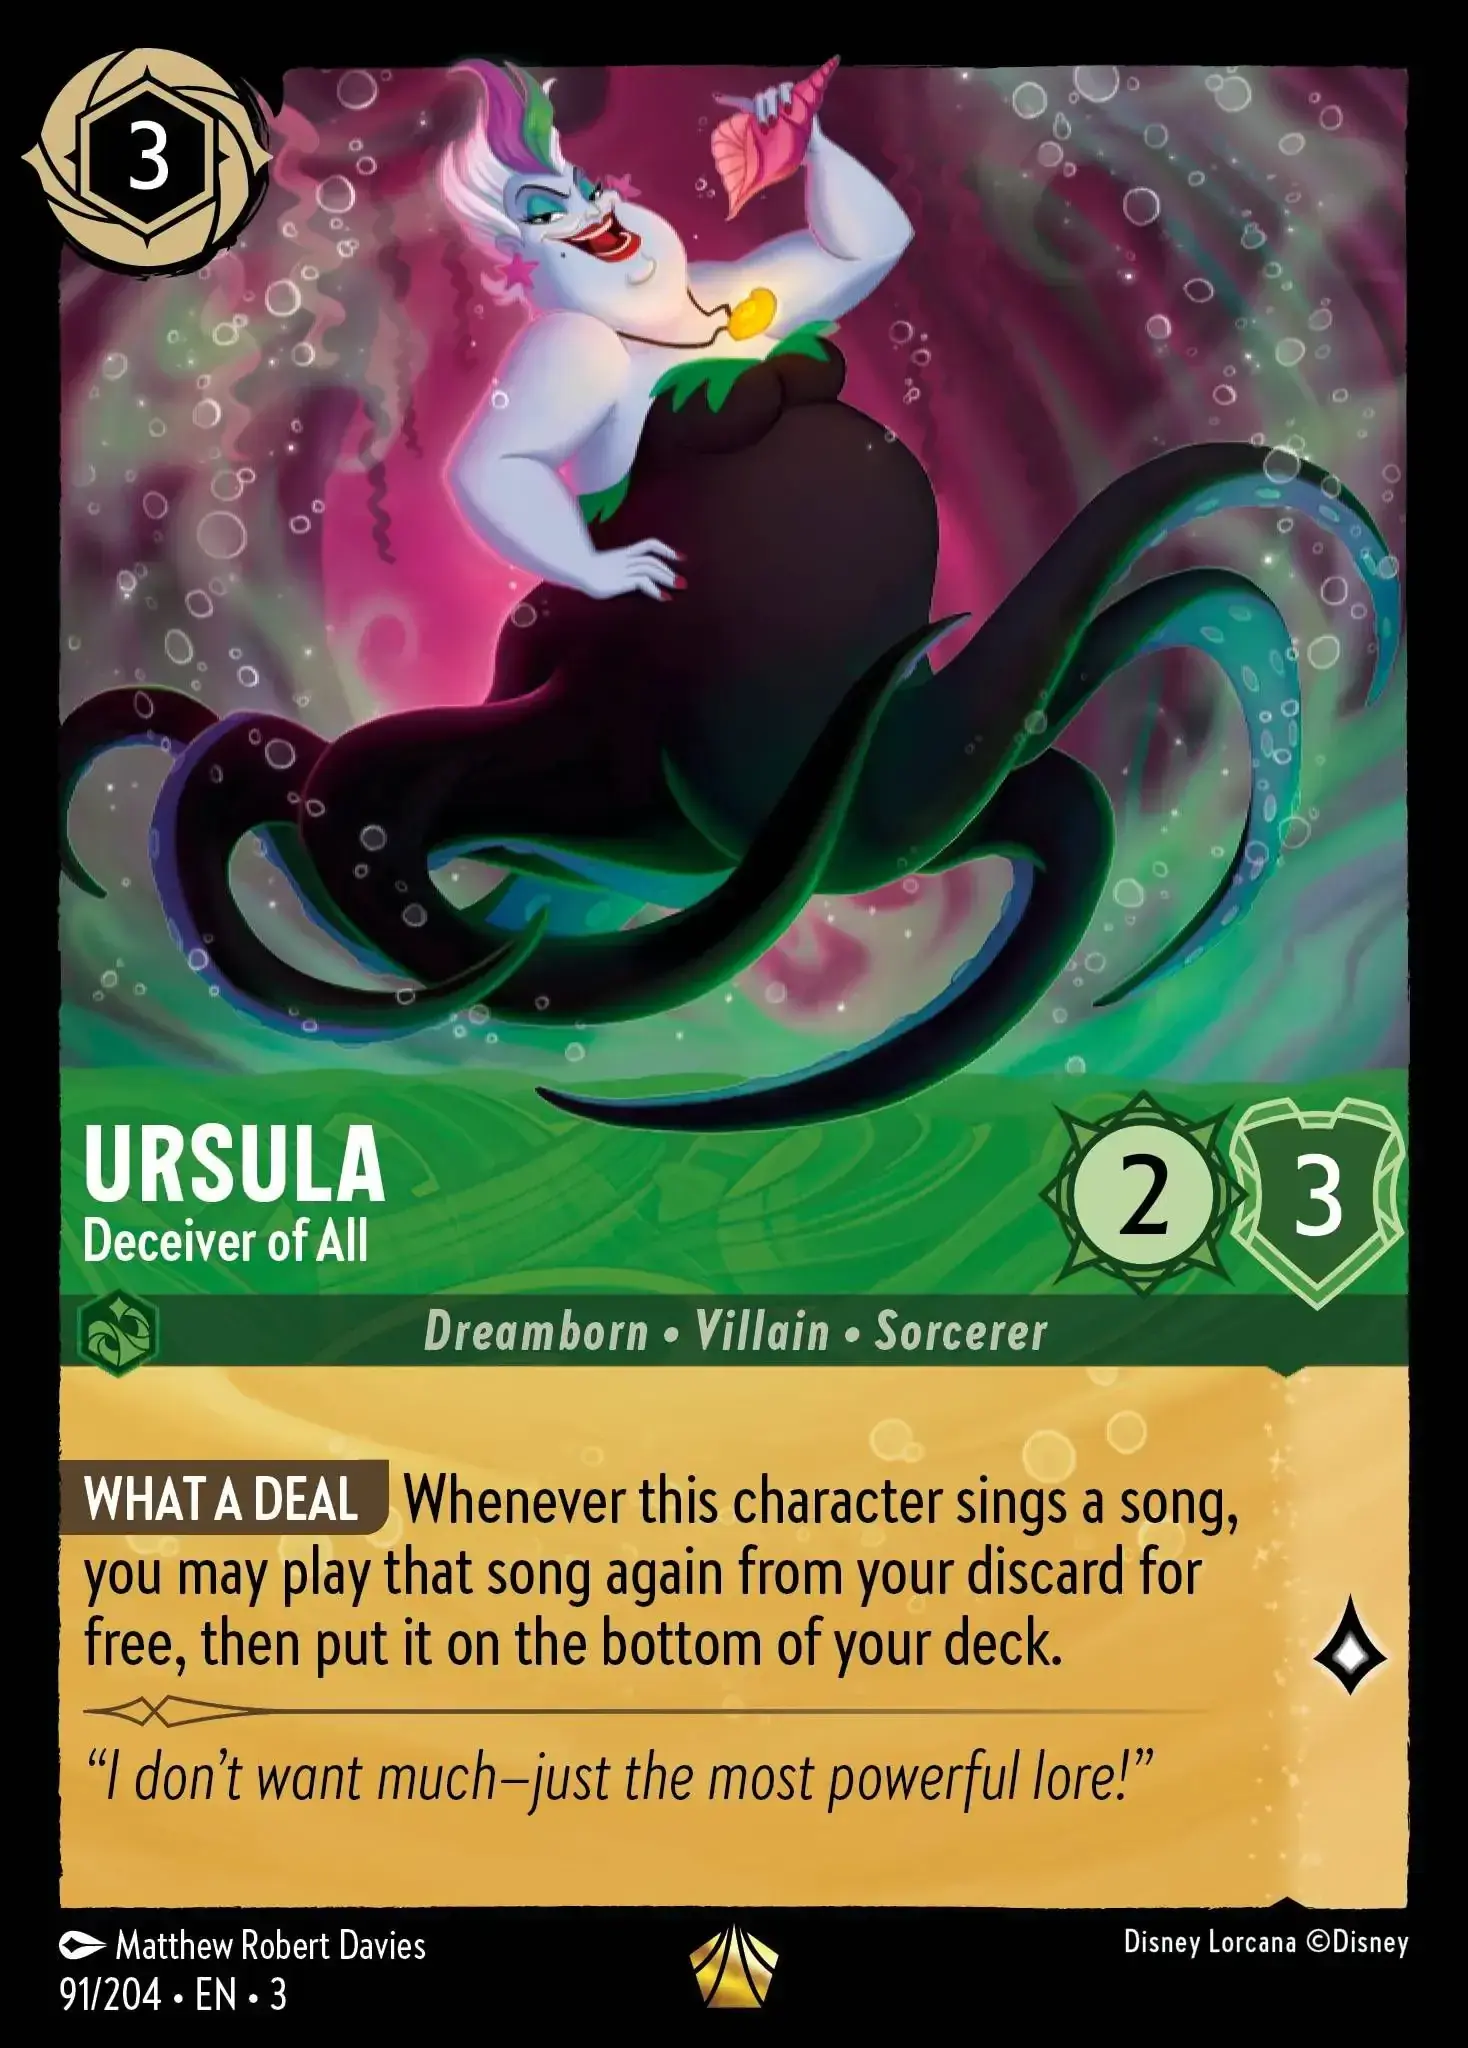 3
URSULA
Deceiver of All
2
3
Dreamborn • Villain • Sorcerer
WHAT A DEAL Whenever this character sings a song,
you may play that song again from your discard for
free, then put it on the bottom of your deck.
“I don’t want much—just the most powerful lore!”
Matthew Robert Davies
Disney Lorcana ©Disney
91/204 • EN • 3